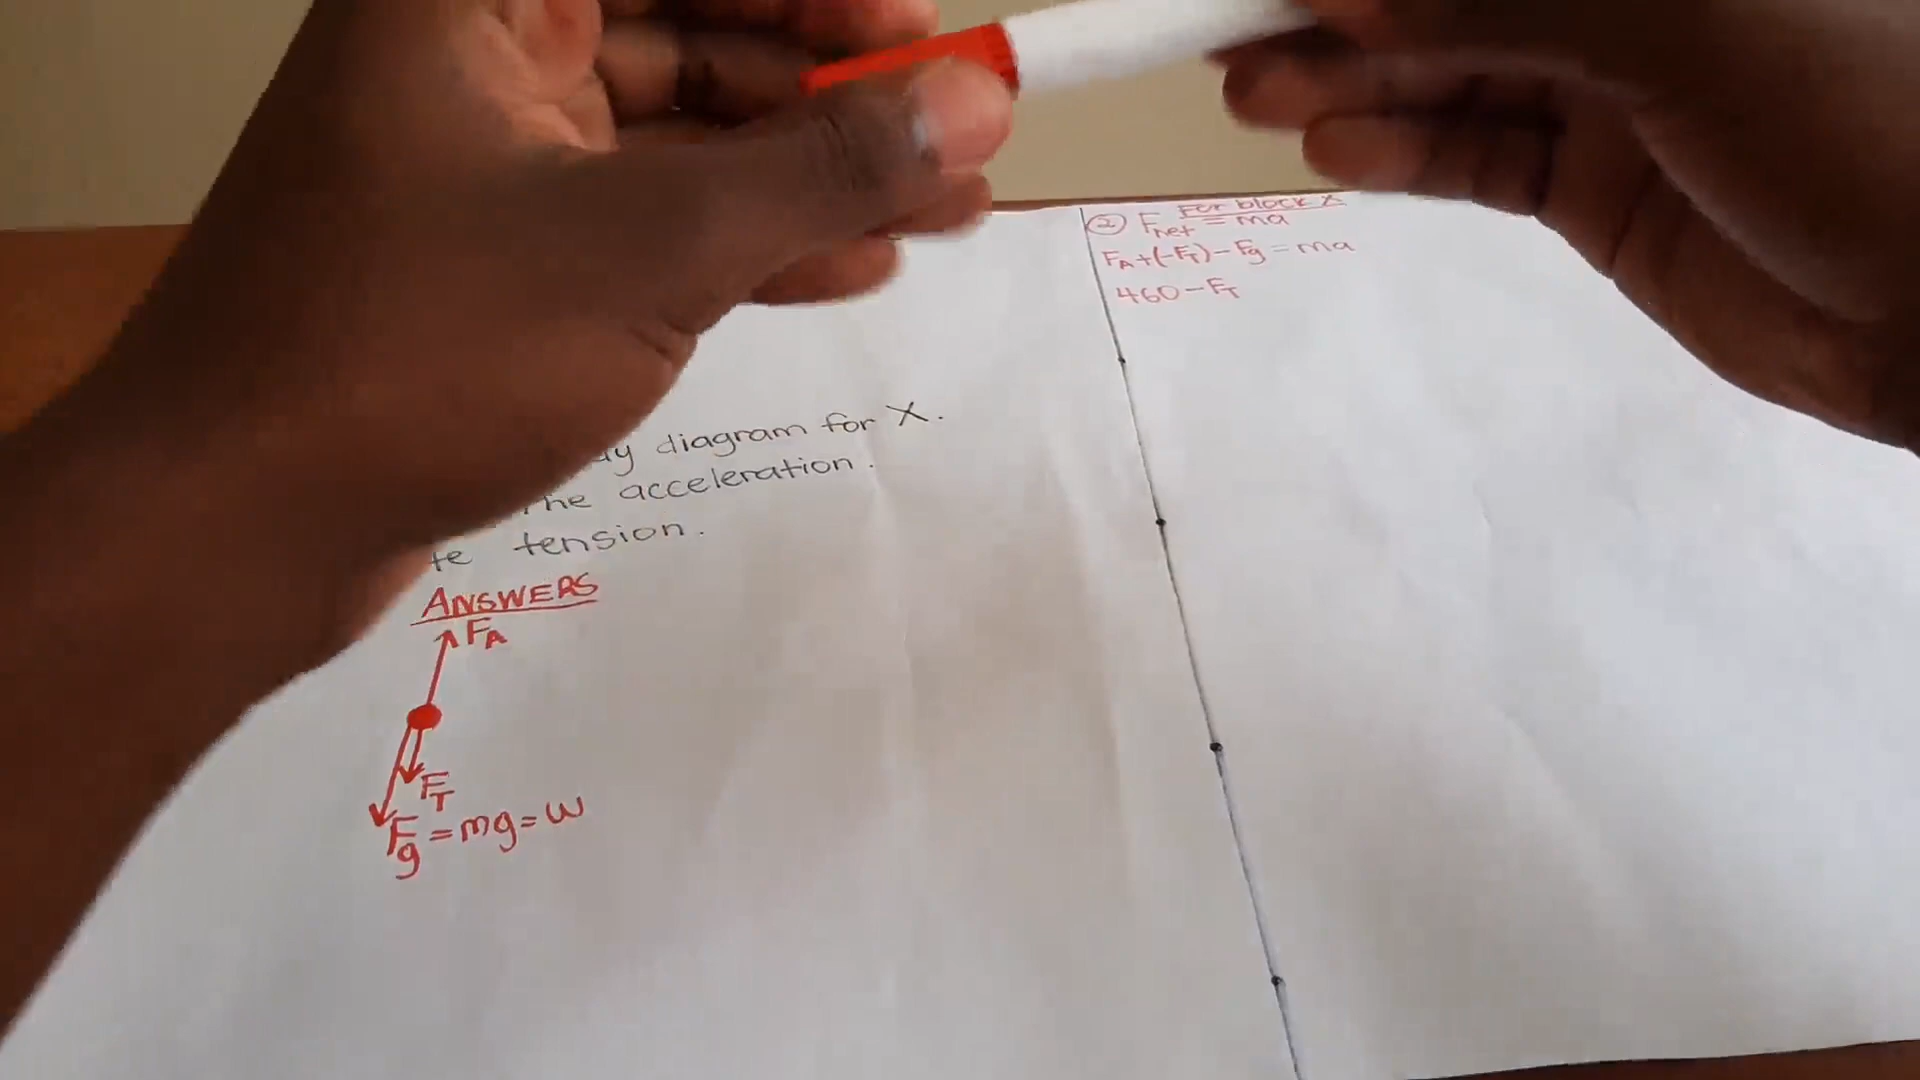 diagram for X.
the acceleration.
te tension.
ANSWERS
F_A
F_T
F_g = mg = w
② For block X
F_net = ma
F_A + (-F_T) - F_g = ma
460 - F_T